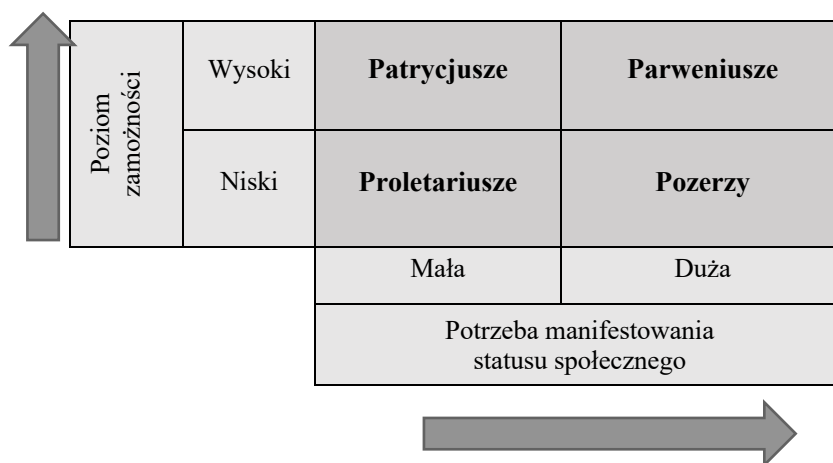 Poziom
zamożności
Wysoki
Patrycjusze
Parweniusze
Niski
Proletariusze
Pozerzy
Mała
Duża
Potrzeba manifestowania
statusu społecznego